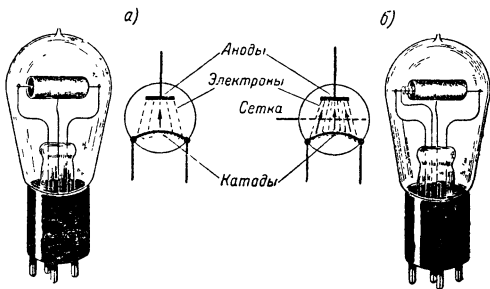 а)
б)
Аноды
Электроны
Сетка
Катоды